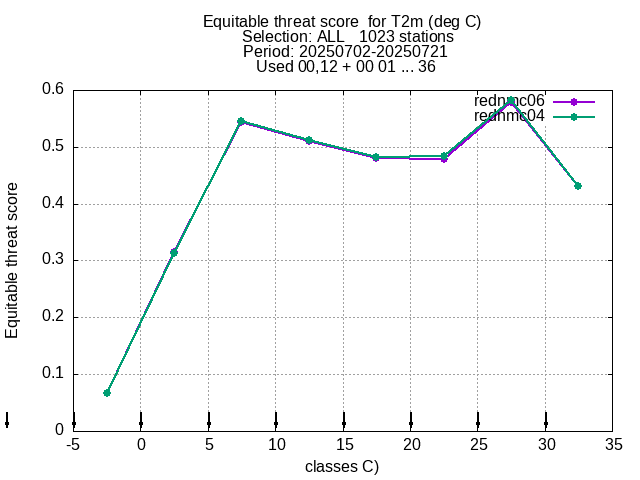 Equitable threat score  for T2m (deg C)
Selection: ALL   1023 stations
Period: 20250702-20250721
Used 00,12 + 00 01 ... 36
rednmc06
rednmc04
Equitable threat score
0.6
0.5
0.4
0.3
0.2
0.1
0
-5 0 5 10 15 20 25 30 35
classes C)